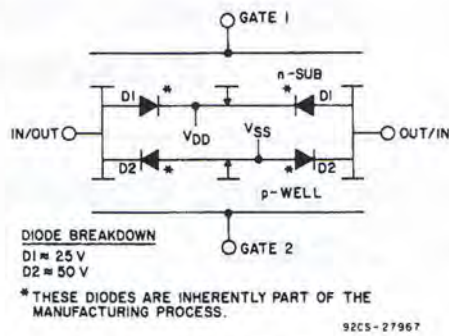 GATE 1
n-SUB
* *
D1 D1
IN/OUT VDD VSS OUT/IN
D2 * * D2
p-WELL
DIODE BREAKDOWN
D1 ≈ 25 V
D2 ≈ 50 V
GATE 2
* THESE DIODES ARE INHERENTLY PART OF THE
MANUFACTURING PROCESS.
92CS-27967